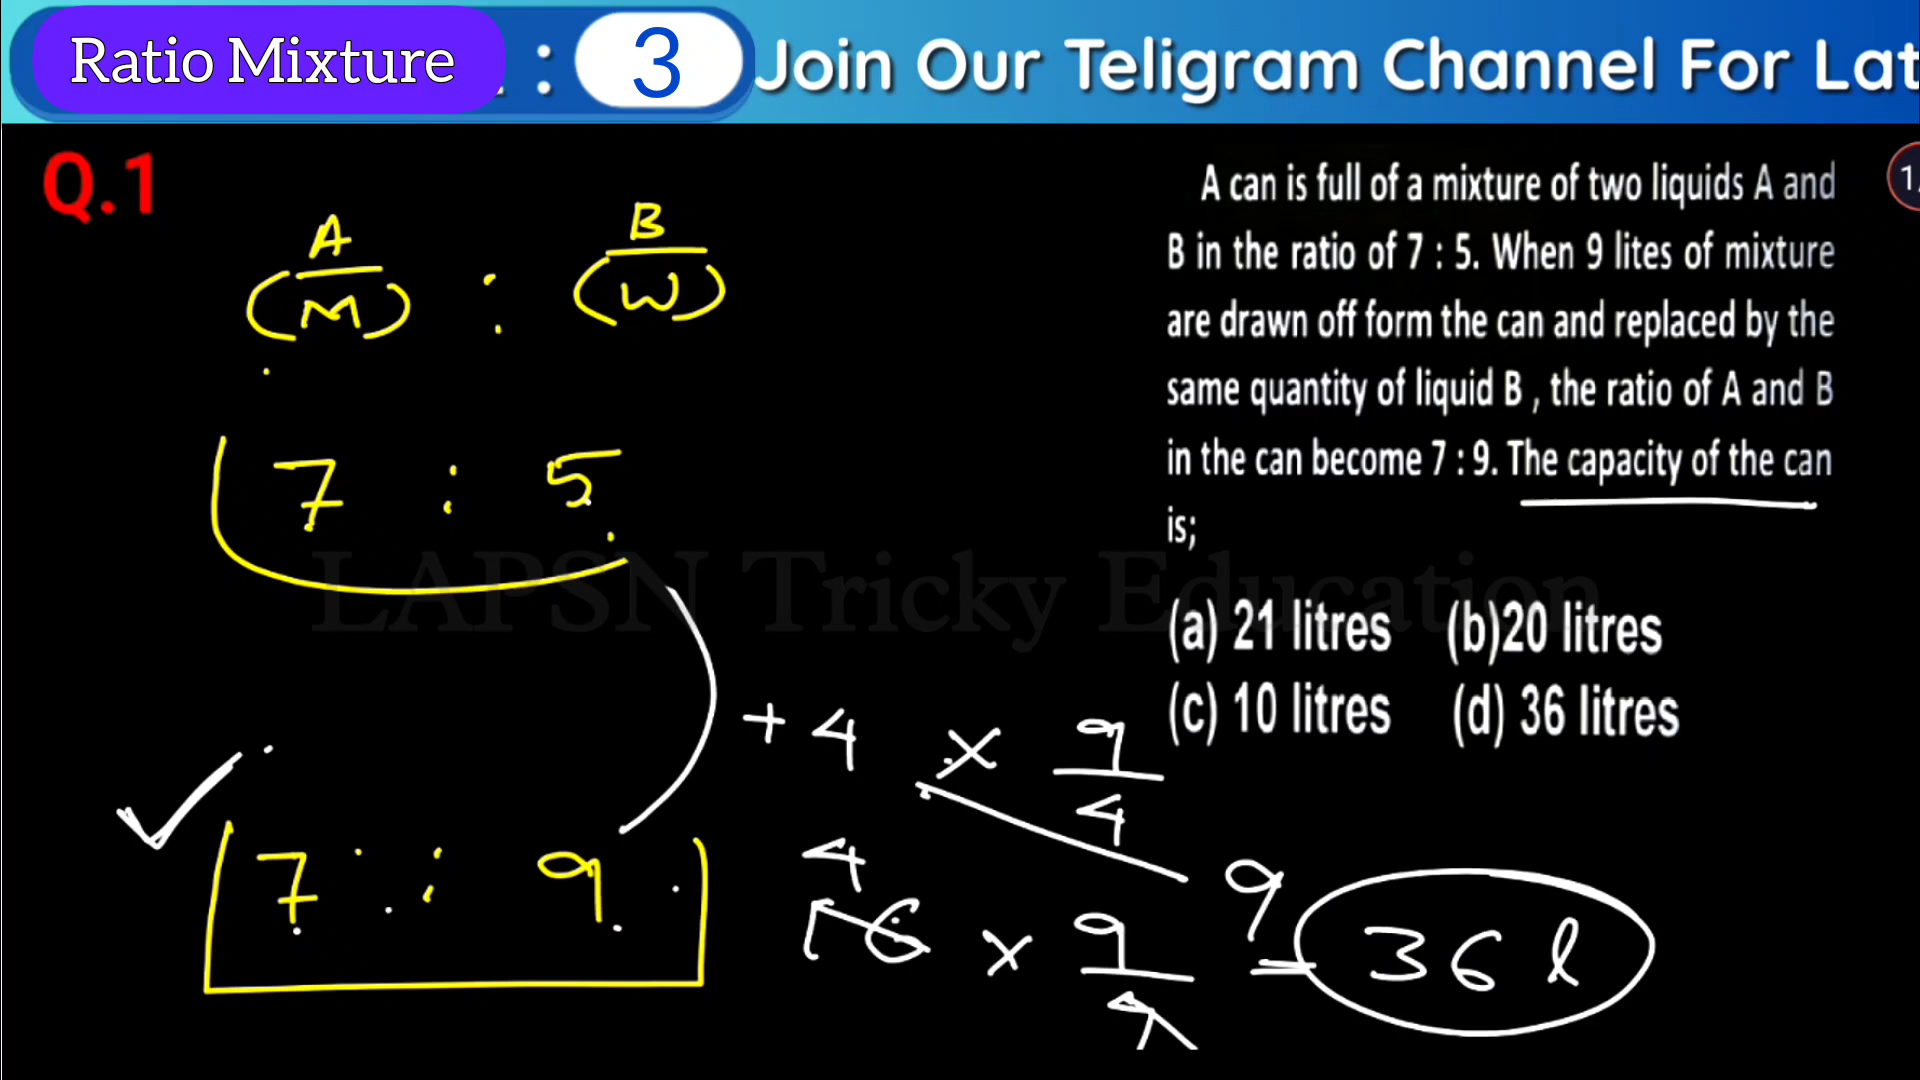 Ratio Mixture : 3 Join Our Teligram Channel For Lat
Q.1
A can is full of a mixture of two liquids A and
B in the ratio of 7 : 5. When 9 lites of mixture
are drawn off form the can and replaced by the
same quantity of liquid B , the ratio of A and B
in the can become 7 : 9. The capacity of the can
is;
(a) 21 litres (b)20 litres
(c) 10 litres (d) 36 litres
A B
(M) : (W)
7 : 5
+ 4 × 9/4 9
7 : 9
4
16 × 9/4 = 36 l
LAPSN Tricky Education